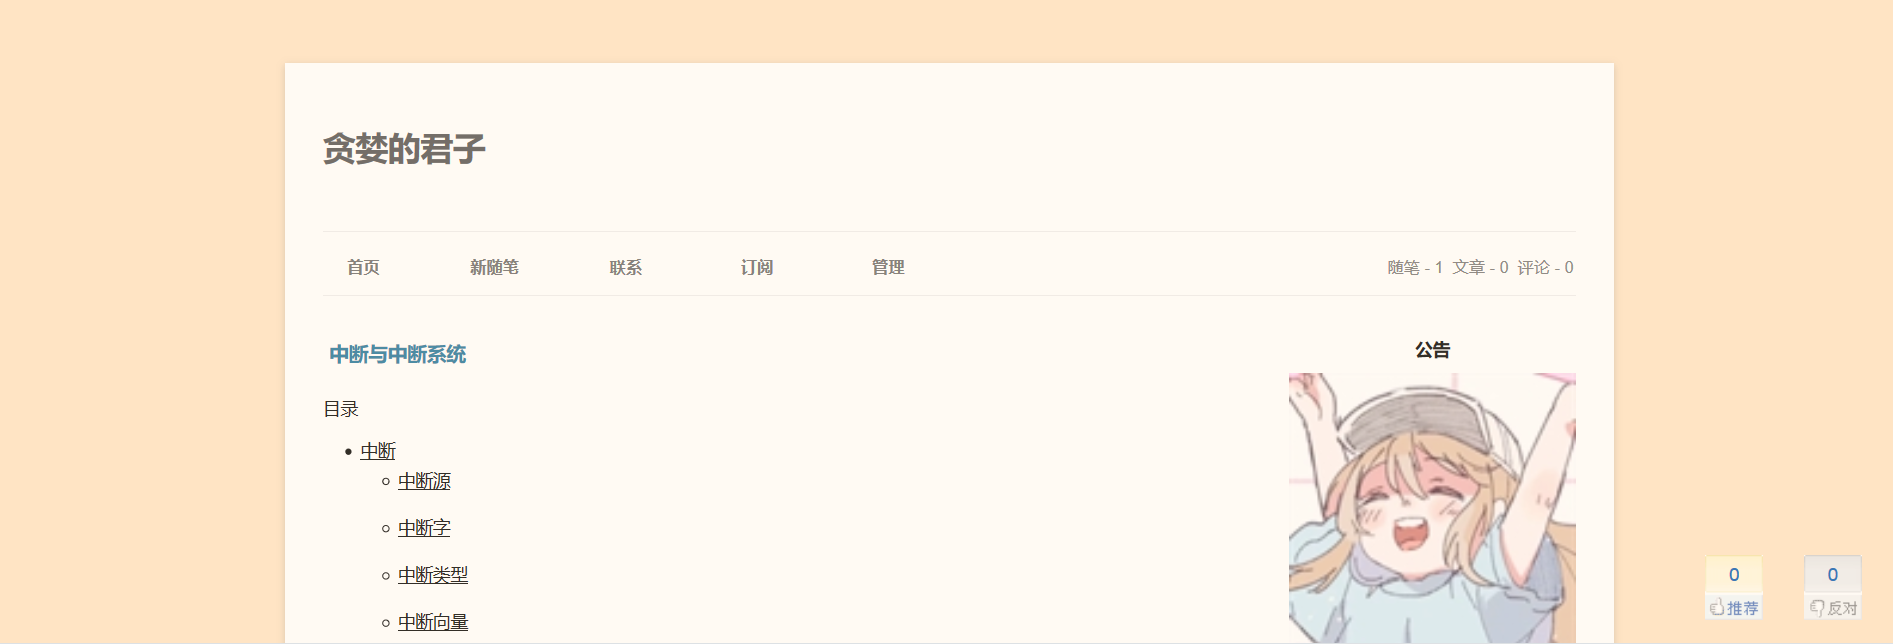 贪婪的君子
首页 新随笔 联系 订阅 管理 随笔 - 1 文章 - 0 评论 - 0
中断与中断系统
目录
中断
中断源
中断字
中断类型
中断向量
公告
0
推荐
0
反对